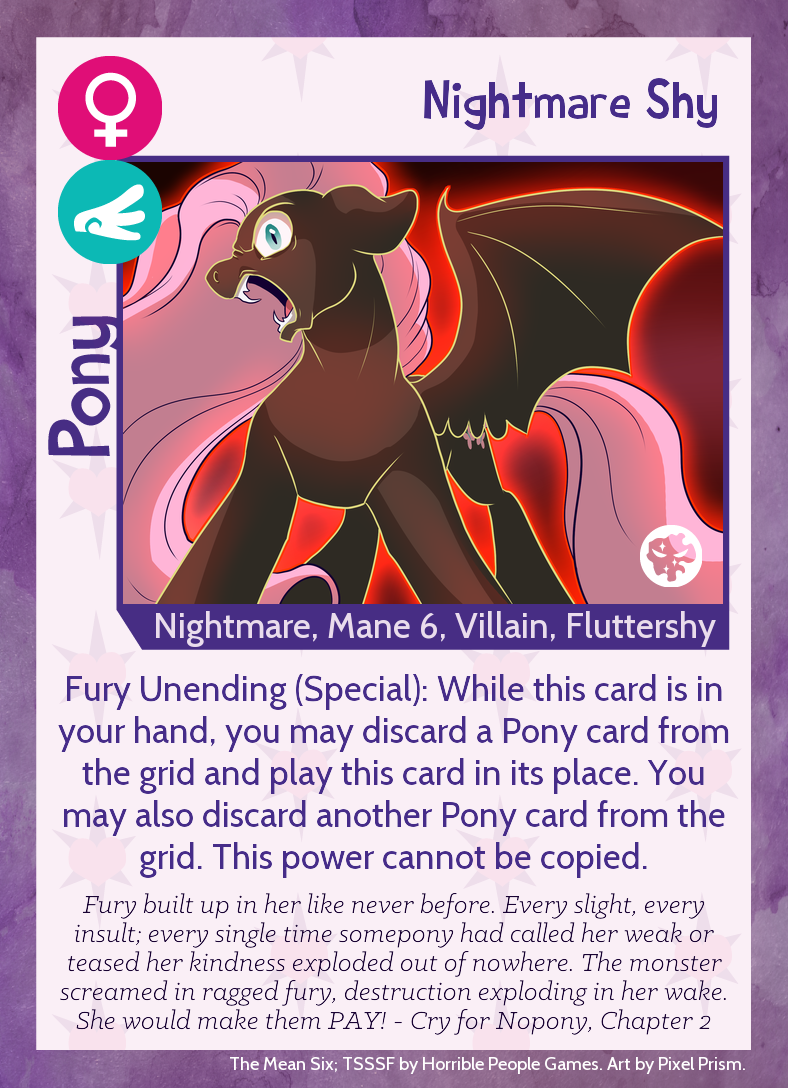 Nightmare Shy
Pony
Nightmare, Mane 6, Villain, Fluttershy
Fury Unending (Special): While this card is in
your hand, you may discard a Pony card from
the grid and play this card in its place. You
may also discard another Pony card from the
grid. This power cannot be copied.
Fury built up in her like never before. Every slight, every
insult; every single time somepony had called her weak or
teased her kindness exploded out of nowhere. The monster
screamed in ragged fury, destruction exploding in her wake.
She would make them PAY! - Cry for Nopony, Chapter 2
The Mean Six; TSSSF by Horrible People Games. Art by Pixel Prism.